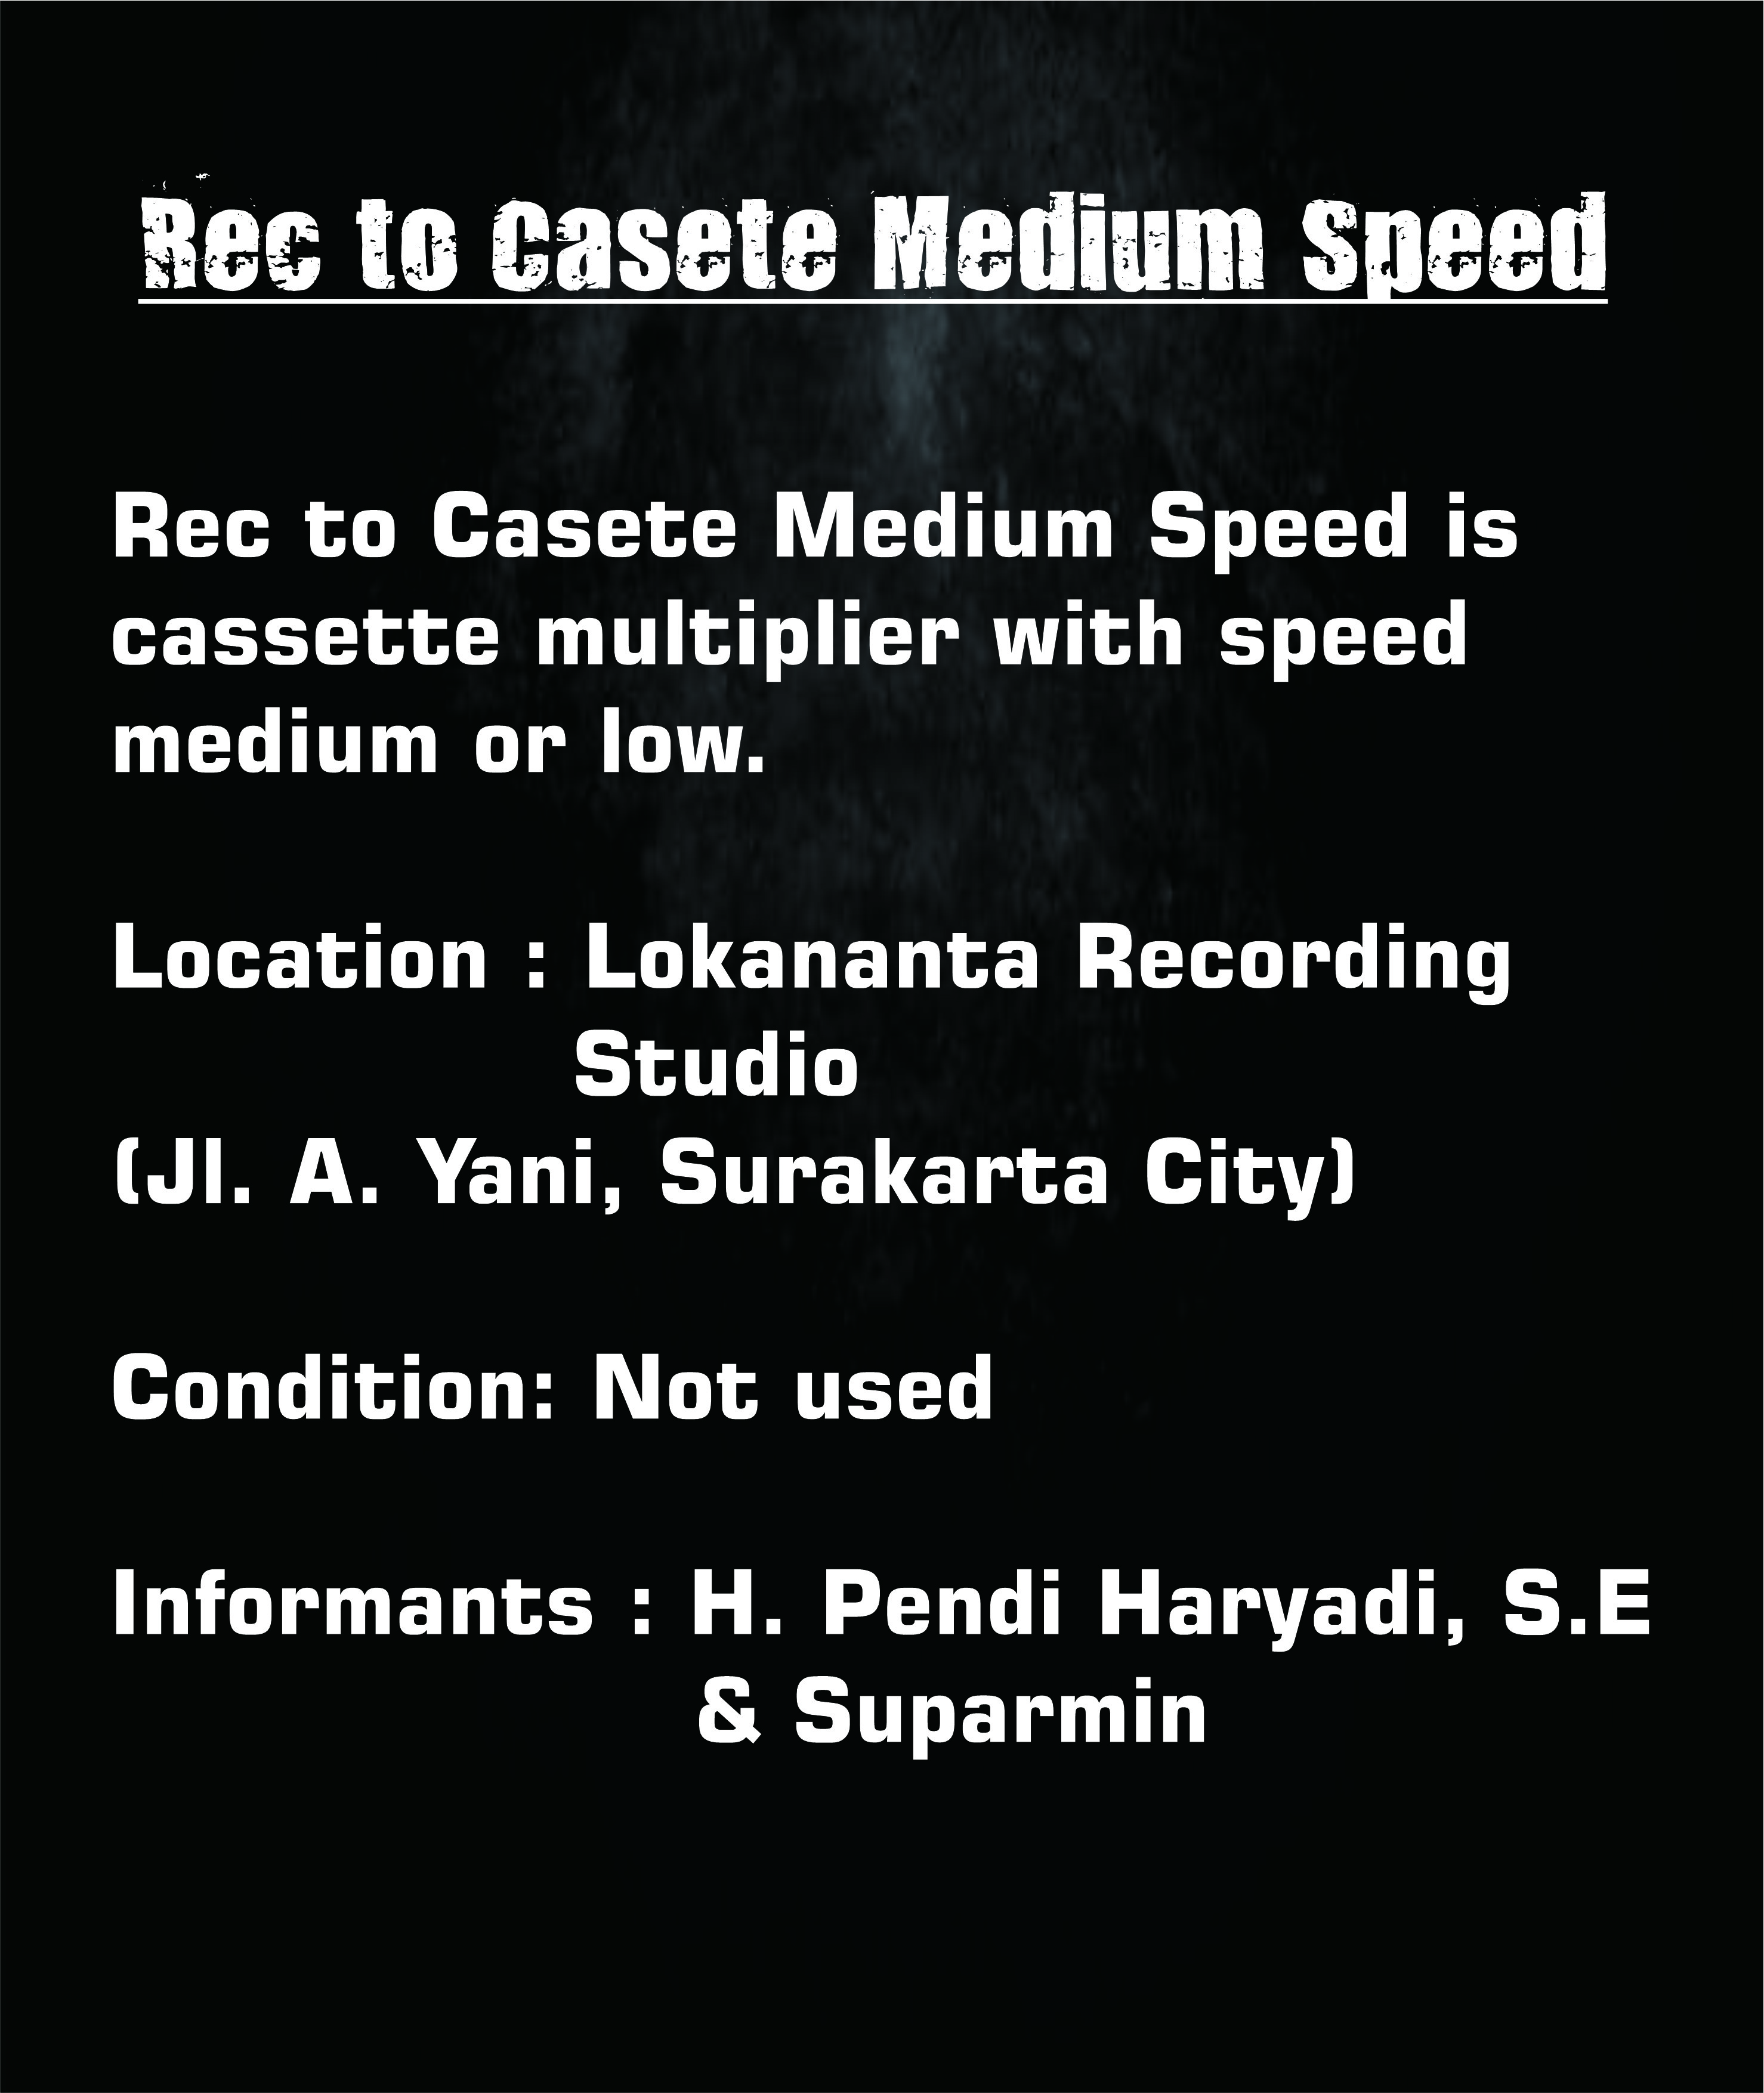 Rec to Casete Medium Speed
Rec to Casete Medium Speed is
cassette multiplier with speed
medium or low.
Location : Lokananta Recording
Studio
(Jl. A. Yani, Surakarta City)
Condition: Not used
Informants : H. Pendi Haryadi, S.E
& Suparmin